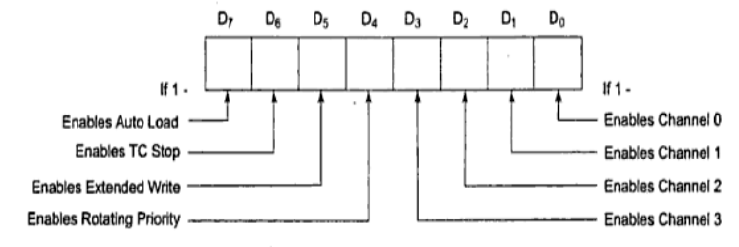 D7 D6 D5 D4 D3 D2 D1 D0
If 1 - If 1 -
Enables Auto Load Enables Channel 0
Enables TC Stop Enables Channel 1
Enables Extended Write Enables Channel 2
Enables Rotating Priority Enables Channel 3